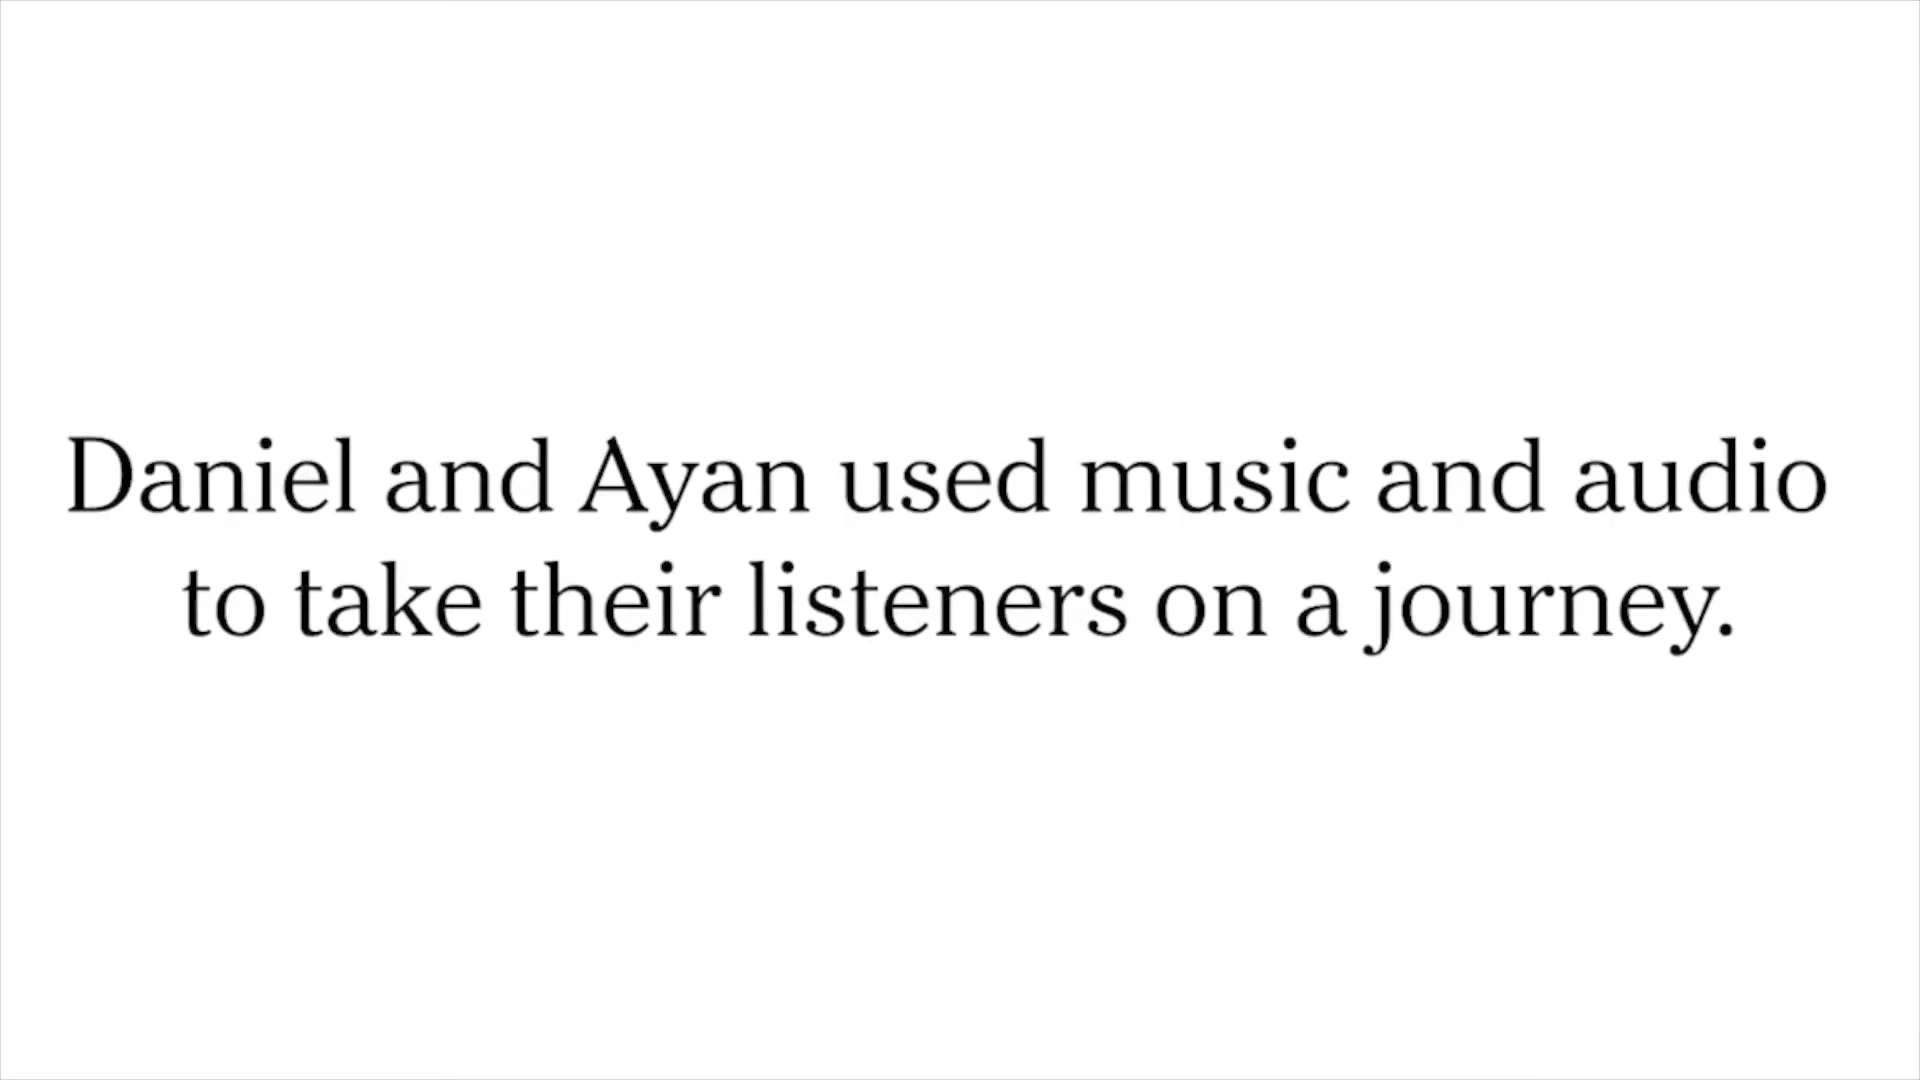 Daniel and Ayan used music and audio
to take their listeners on a journey.